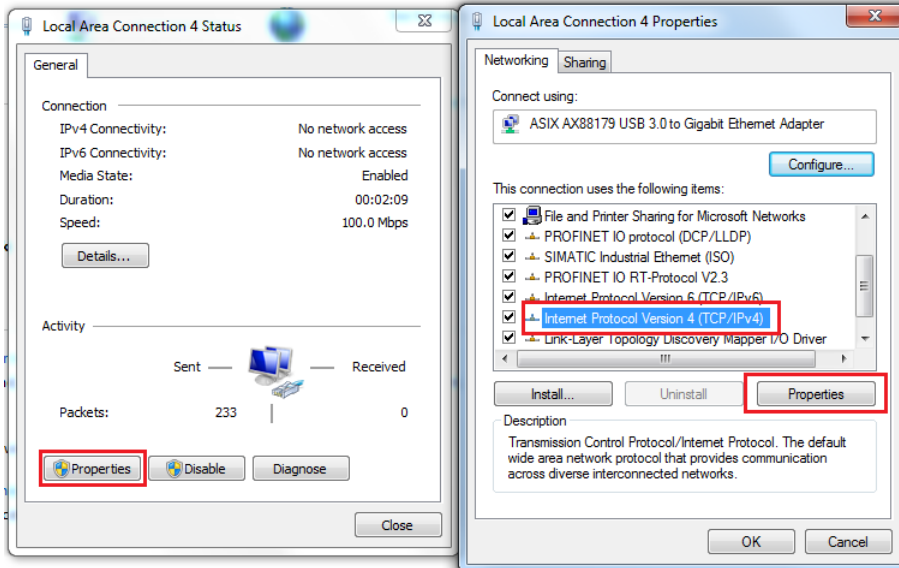 Local Area Connection 4 Status
General
Connection
IPv4 Connectivity: No network access
IPv6 Connectivity: No network access
Media State: Enabled
Duration: 00:02:09
Speed: 100.0 Mbps
Details...
Activity
Sent Received
Packets: 233 0
Properties Disable Diagnose
Close
Local Area Connection 4 Properties
Networking Sharing
Connect using:
ASIX AX88179 USB 3.0 to Gigabit Ethernet Adapter
Configure...
This connection uses the following items:
File and Printer Sharing for Microsoft Networks
PROFINET IO protocol (DCP/LLDP)
SIMATIC Industrial Ethernet (ISO)
PROFINET IO RT-Protocol V2.3
Internet Protocol Version 6 (TCP/IPv6)
Internet Protocol Version 4 (TCP/IPv4)
Link-Layer Topology Discovery Mapper I/O Driver
Install... Uninstall Properties
Description
Transmission Control Protocol/Internet Protocol. The default
wide area network protocol that provides communication
across diverse interconnected networks.
OK Cancel